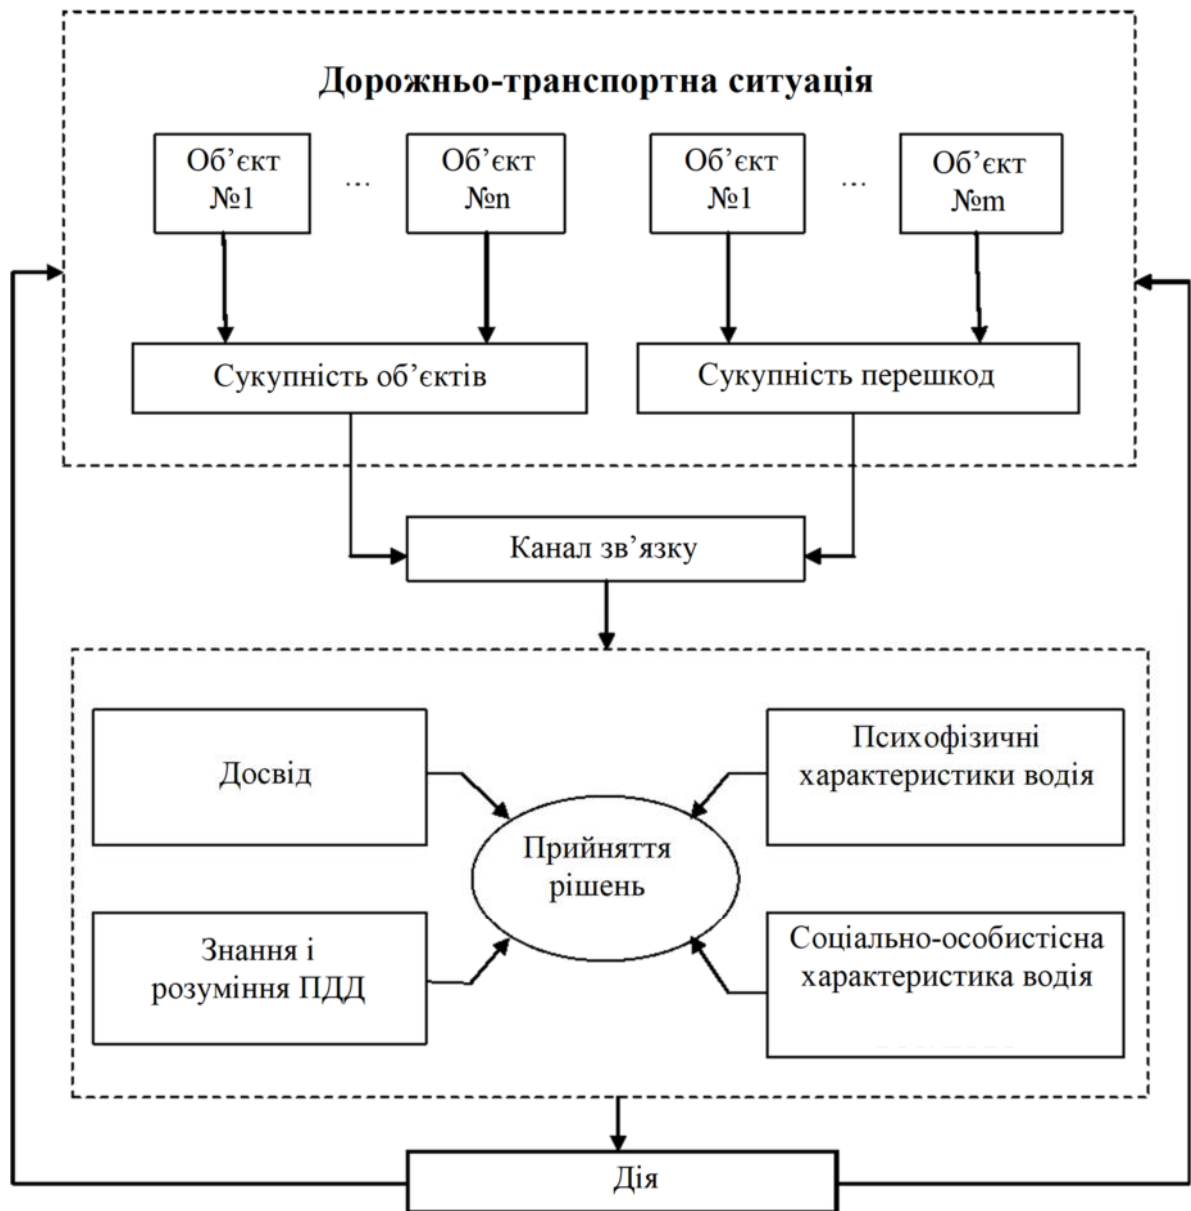 Дорожньо-транспортна ситуація
Об’єкт
№1
...
Об’єкт
№n
Об’єкт
№1
...
Об’єкт
№m
Сукупність об’єктів
Сукупність перешкод
Канал зв’язку
Досвід
Психофізичні
характеристики водія
Прийняття
рішень
Знання і
розуміння ПДД
Соціально-особистісна
характеристика водія
Дія